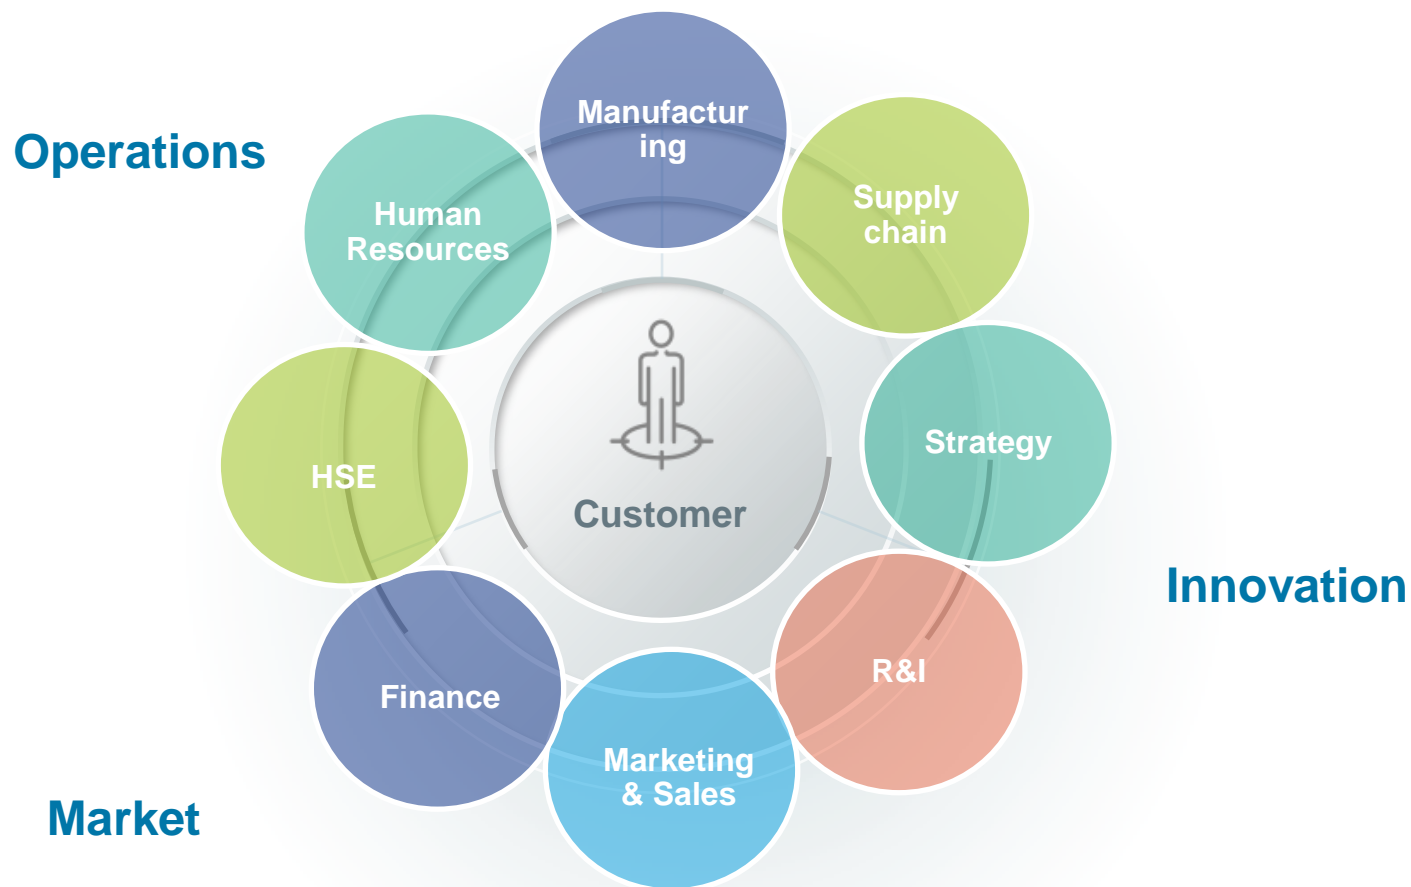 Manufactur
ing
Operations
Supply
chain
Human
Resources
Strategy
HSE
Customer
Innovation
R&I
Finance
Marketing
& Sales
Market